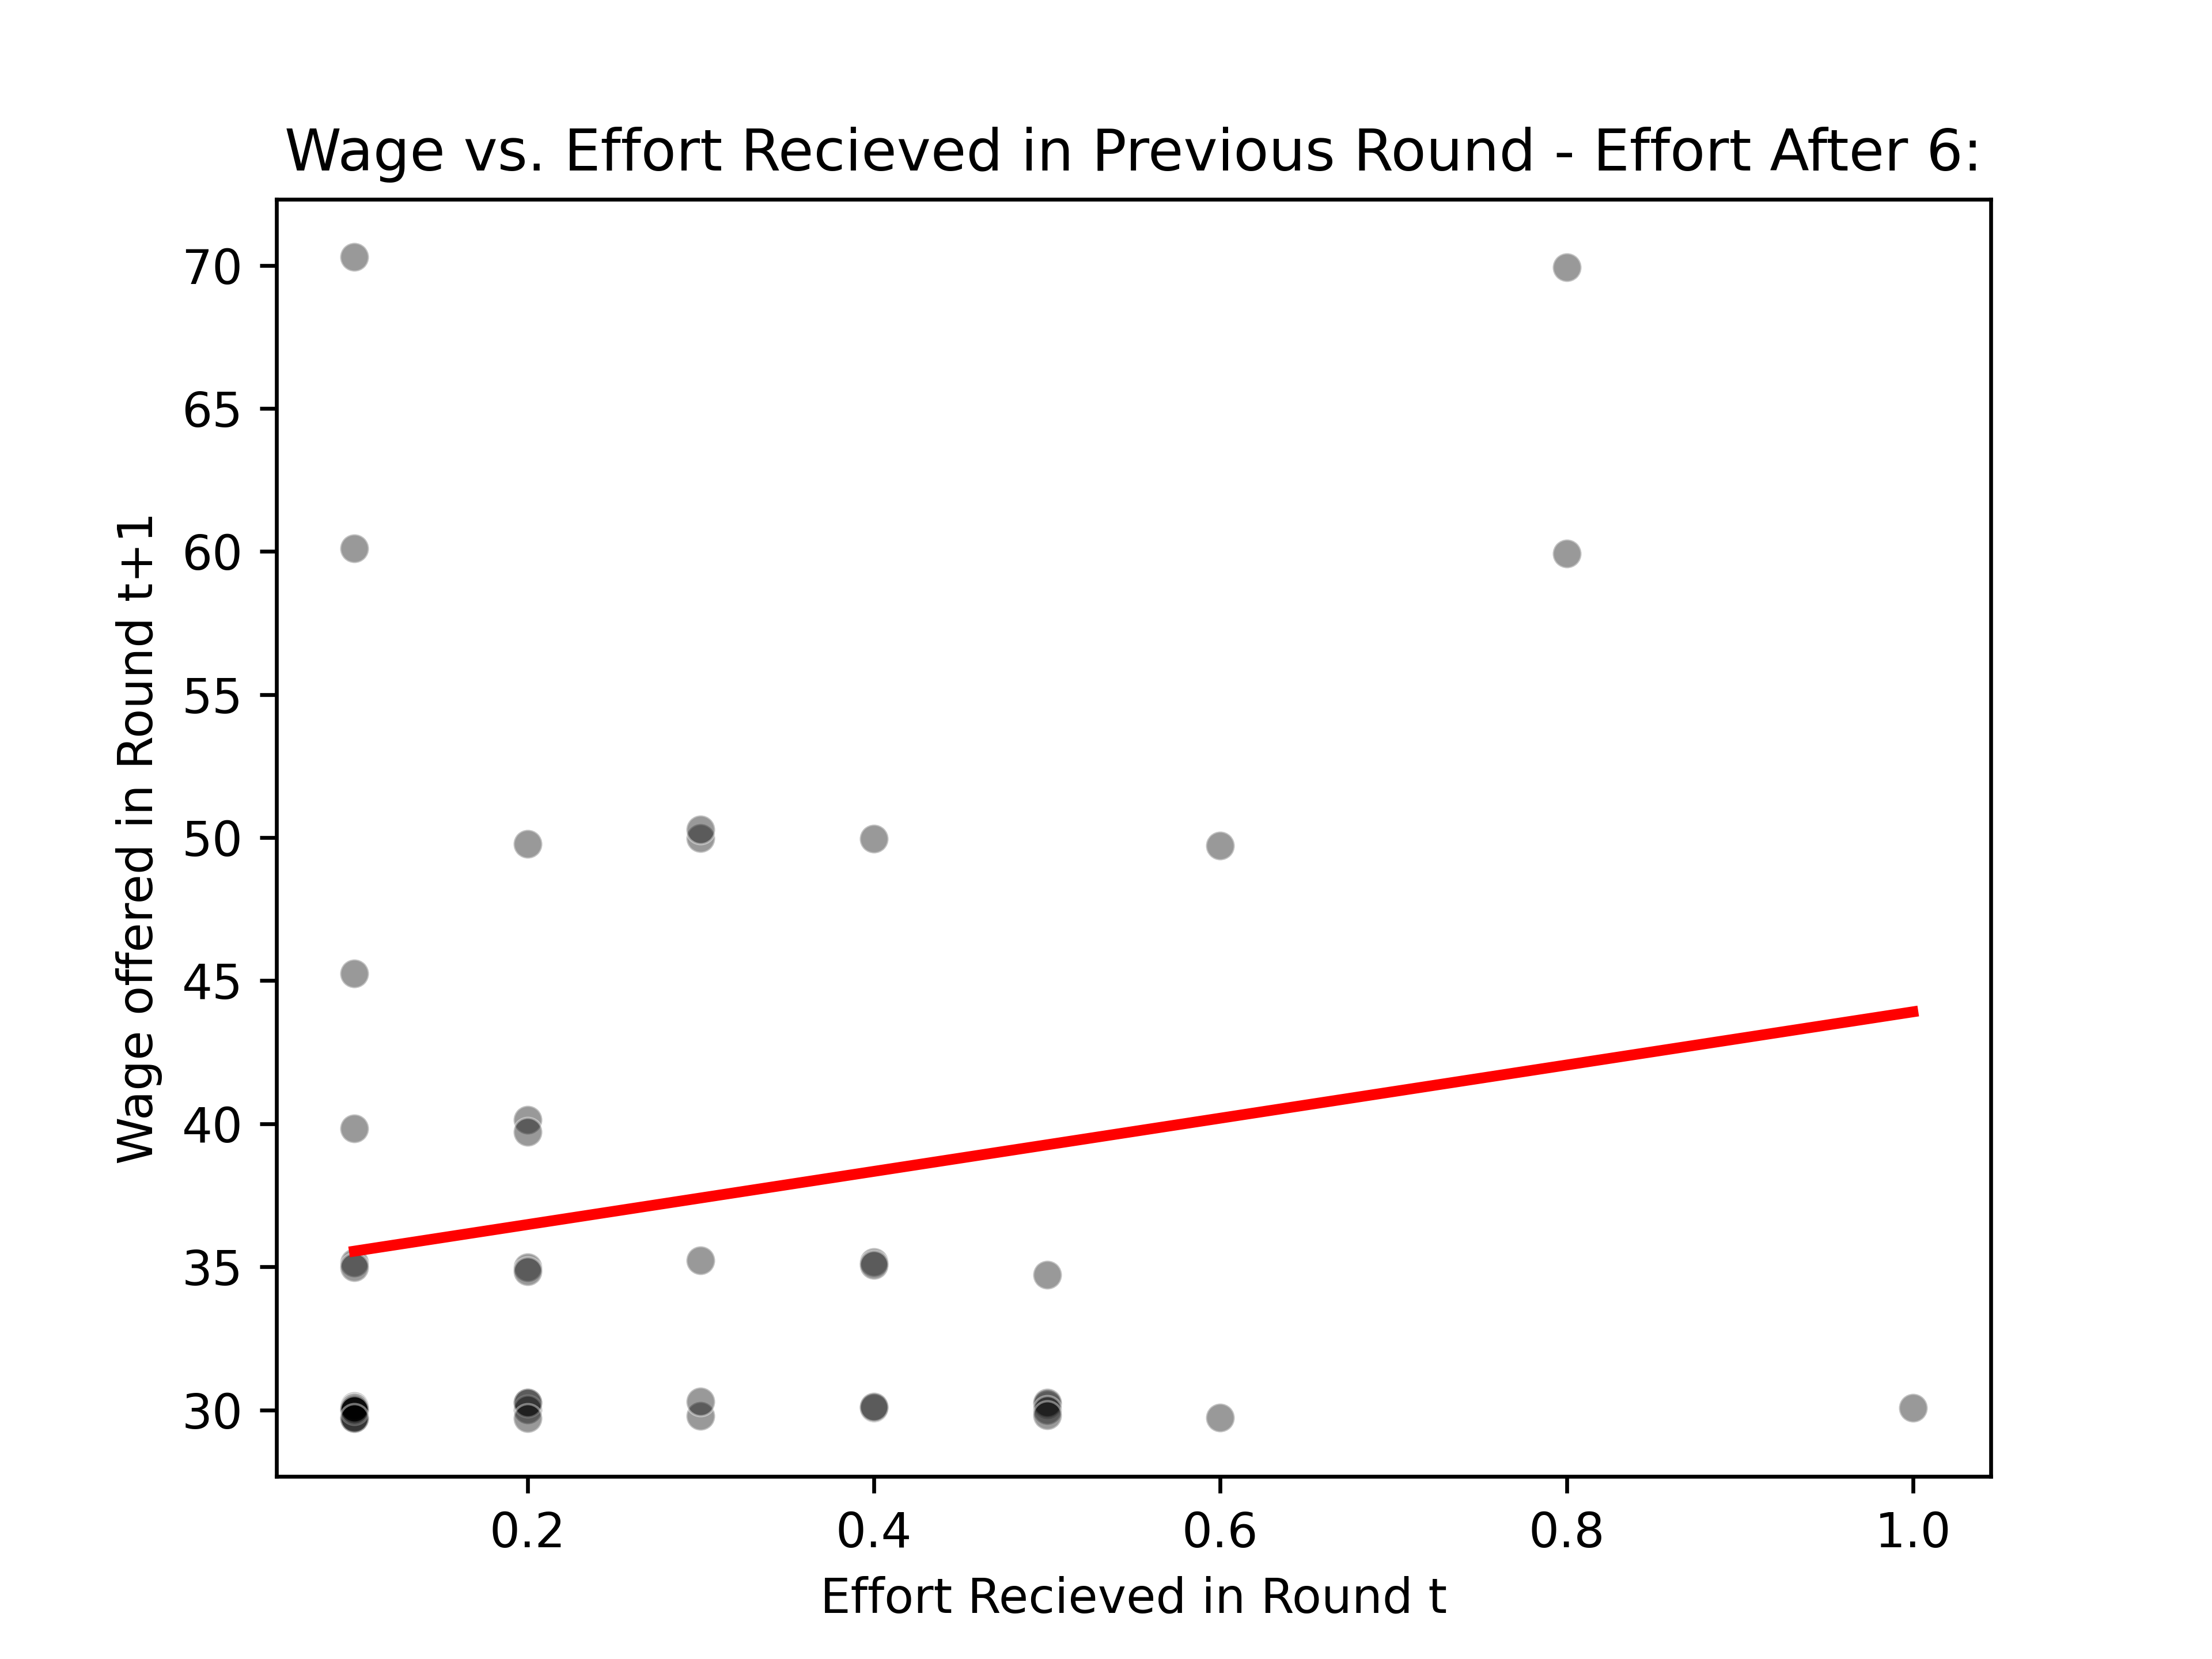 Wage vs. Effort Recieved in Previous Round - Effort After 6:
Wage offered in Round t+1
70
65
60
55
50
45
40
35
30
0.2 0.4 0.6 0.8 1.0
Effort Recieved in Round t